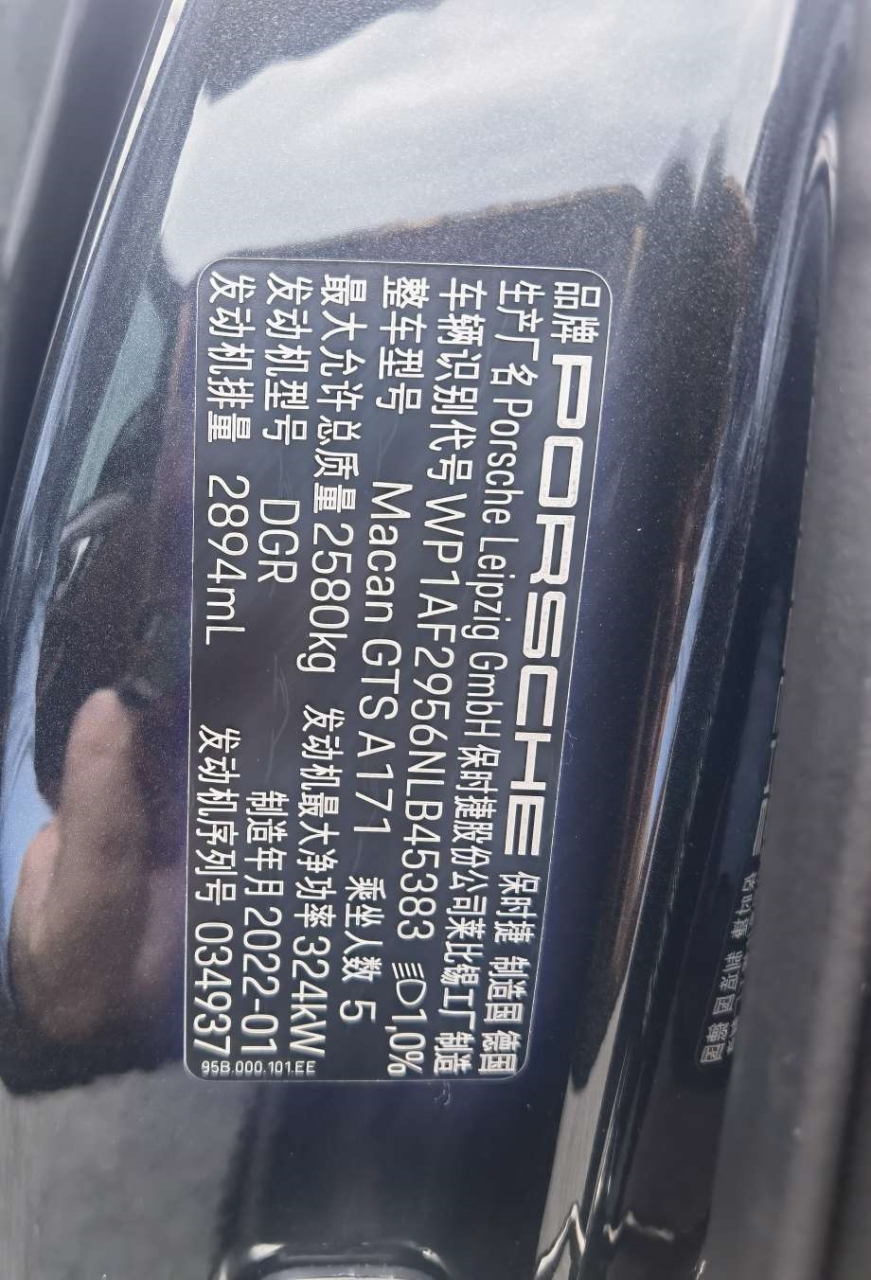 品牌 PORSCHE 保时捷 制造国 德国
生产厂名 Porsche Leipzig GmbH 保时捷股份公司莱比锡工厂 制造
车辆识别代号 WP1AF2956NLB45383 1,0%
整车型号 Macan GTS A171 乘坐人数 5
最大允许总质量 2580kg 发动机最大净功率 324kW
发动机型号 DGR 制造年月 2022-01
发动机排量 2894mL 发动机序列号 034937
95B.000.101.EE